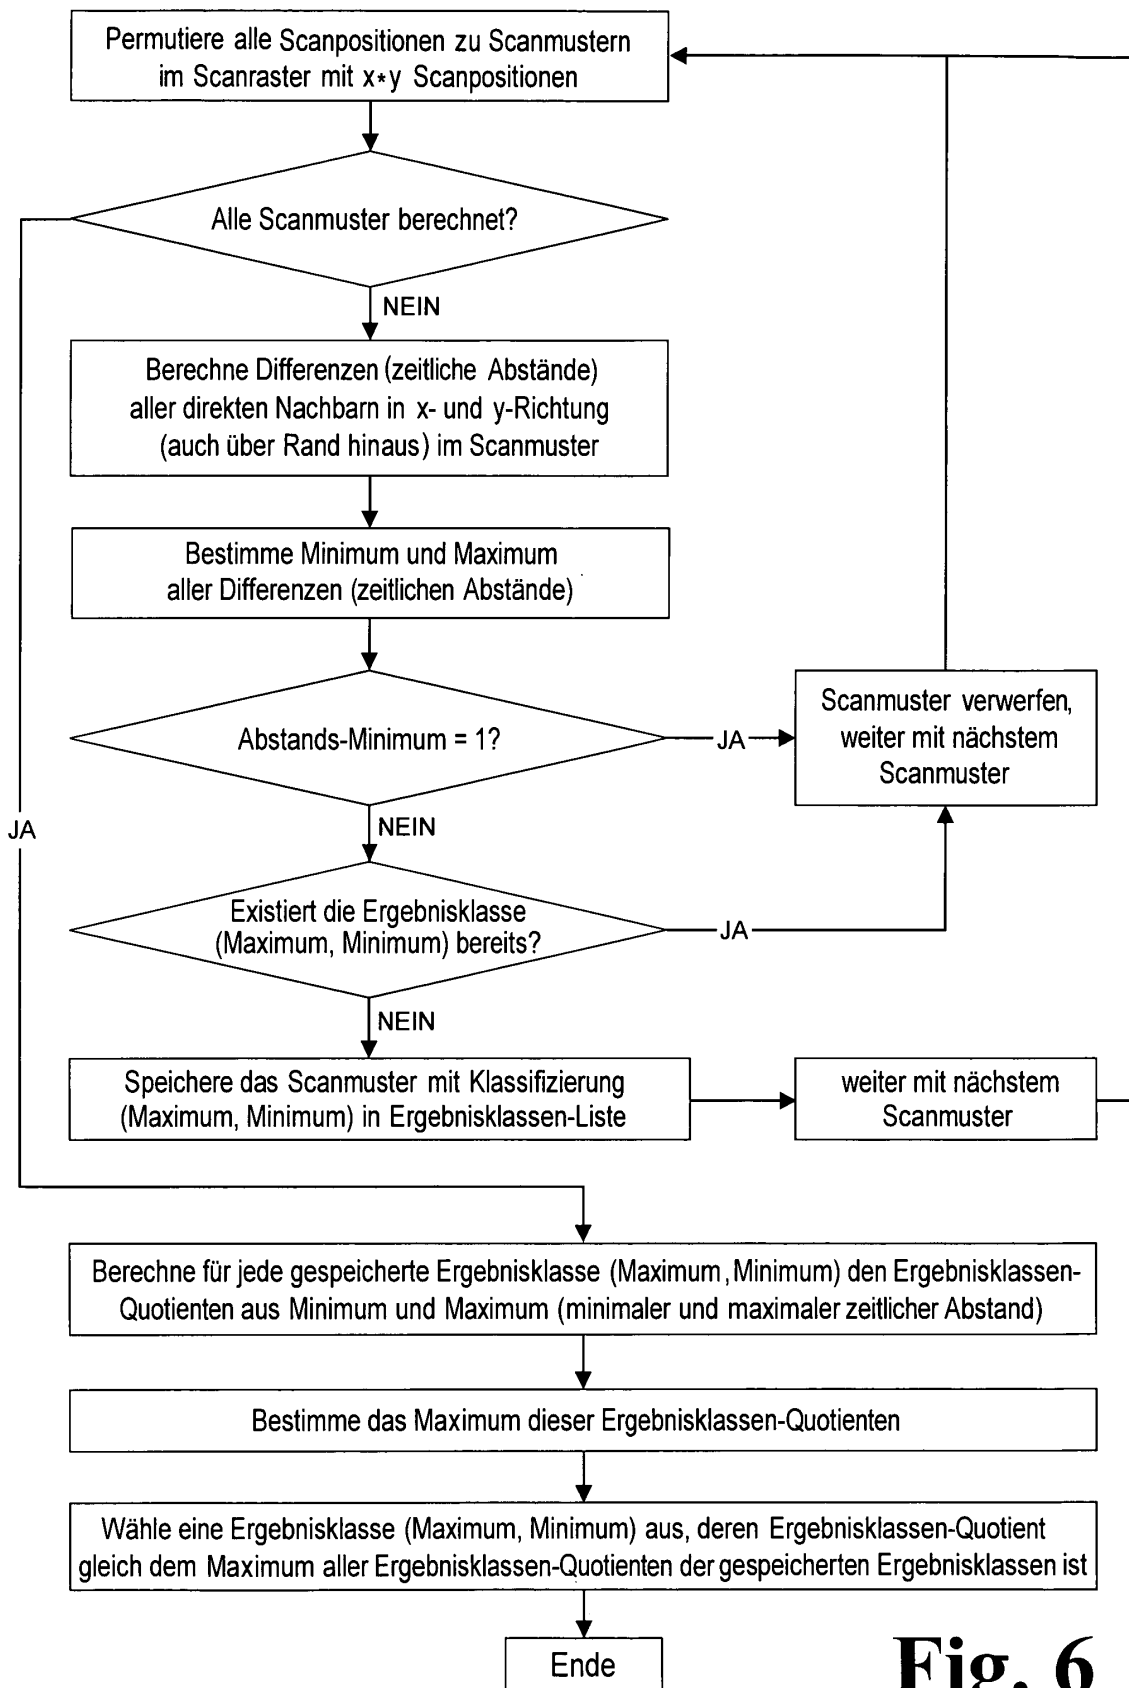 Permutiere alle Scanpositionen zu Scanmustern
im Scanraster mit x*y Scanpositionen
Alle Scanmuster berechnet?
NEIN
Berechne Differenzen (zeitliche Abstände)
aller direkten Nachbarn in x- und y-Richtung
(auch über Rand hinaus) im Scanmuster
Bestimme Minimum und Maximum
aller Differenzen (zeitlichen Abstände)
Abstands-Minimum = 1?
JA
Scanmuster verwerfen,
weiter mit nächstem
Scanmuster
JA
NEIN
Existiert die Ergebnisklasse
(Maximum, Minimum) bereits?
JA
NEIN
Speichere das Scanmuster mit Klassifizierung
(Maximum, Minimum) in Ergebnisklassen-Liste
weiter mit nächstem
Scanmuster
Berechne für jede gespeicherte Ergebnisklasse (Maximum, Minimum) den Ergebnisklassen-
Quotienten aus Minimum und Maximum (minimaler und maximaler zeitlicher Abstand)
Bestimme das Maximum dieser Ergebnisklassen-Quotienten
Wähle eine Ergebnisklasse (Maximum, Minimum) aus, deren Ergebnisklassen-Quotient
gleich dem Maximum aller Ergebnisklassen-Quotienten der gespeicherten Ergebnisklassen ist
Ende
Fig. 6